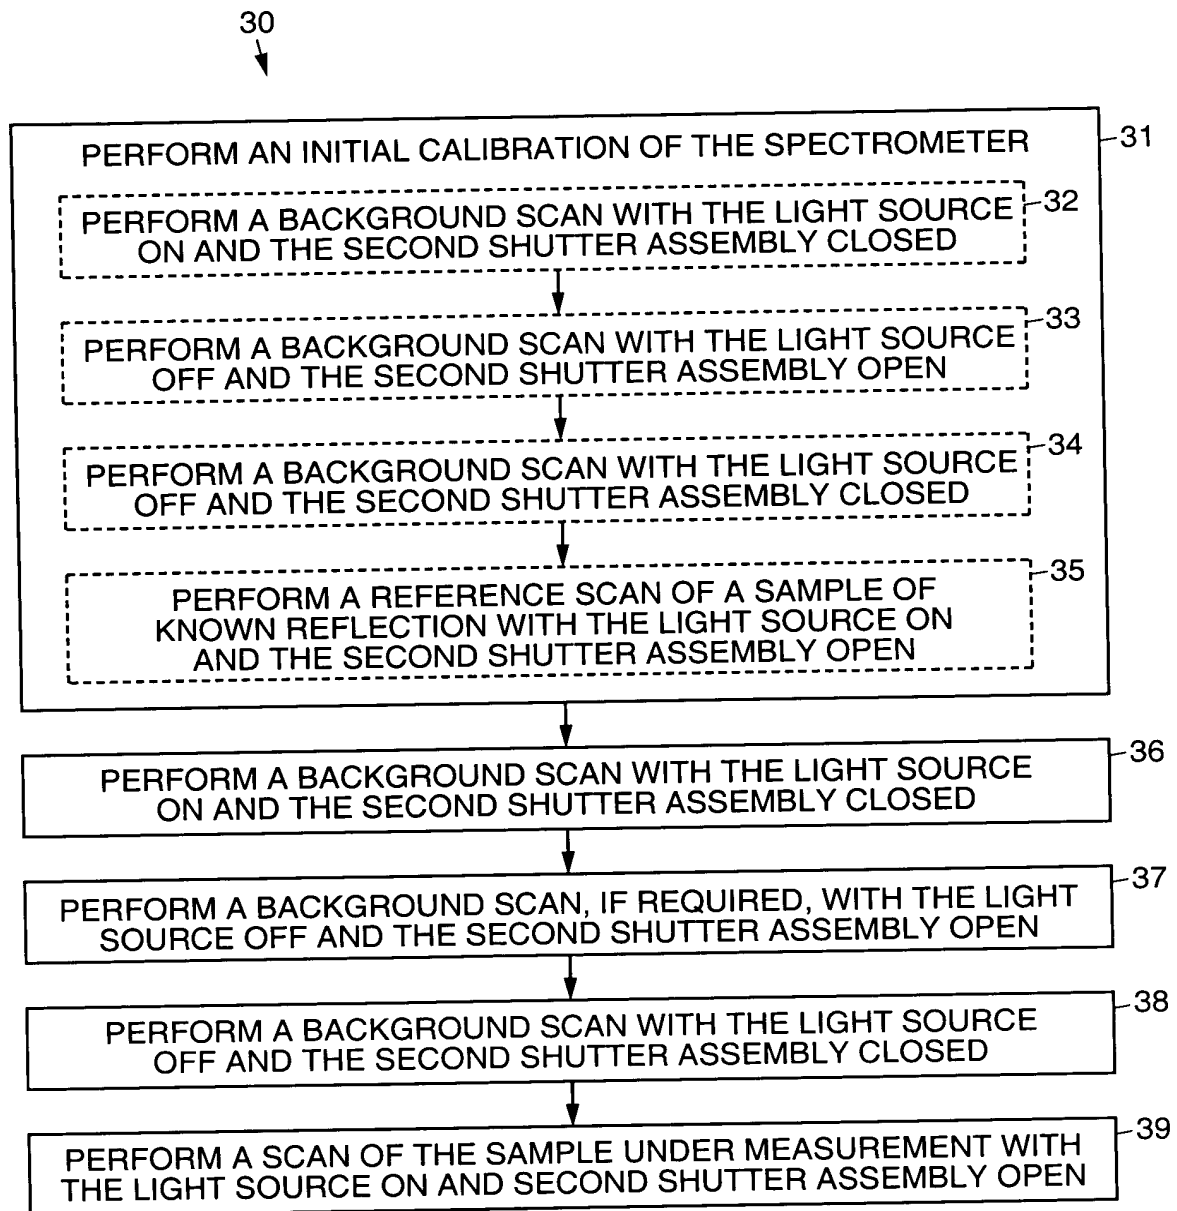 30
PERFORM AN INITIAL CALIBRATION OF THE SPECTROMETER
31
PERFORM A BACKGROUND SCAN WITH THE LIGHT SOURCE
ON AND THE SECOND SHUTTER ASSEMBLY CLOSED
32
PERFORM A BACKGROUND SCAN WITH THE LIGHT SOURCE
OFF AND THE SECOND SHUTTER ASSEMBLY OPEN
33
PERFORM A BACKGROUND SCAN WITH THE LIGHT SOURCE
OFF AND THE SECOND SHUTTER ASSEMBLY CLOSED
34
PERFORM A REFERENCE SCAN OF A SAMPLE OF
KNOWN REFLECTION WITH THE LIGHT SOURCE ON
AND THE SECOND SHUTTER ASSEMBLY OPEN
35
PERFORM A BACKGROUND SCAN WITH THE LIGHT SOURCE
ON AND THE SECOND SHUTTER ASSEMBLY CLOSED
36
PERFORM A BACKGROUND SCAN, IF REQUIRED, WITH THE LIGHT
SOURCE OFF AND THE SECOND SHUTTER ASSEMBLY OPEN
37
PERFORM A BACKGROUND SCAN WITH THE LIGHT SOURCE
OFF AND THE SECOND SHUTTER ASSEMBLY CLOSED
38
PERFORM A SCAN OF THE SAMPLE UNDER MEASUREMENT WITH
THE LIGHT SOURCE ON AND SECOND SHUTTER ASSEMBLY OPEN
39